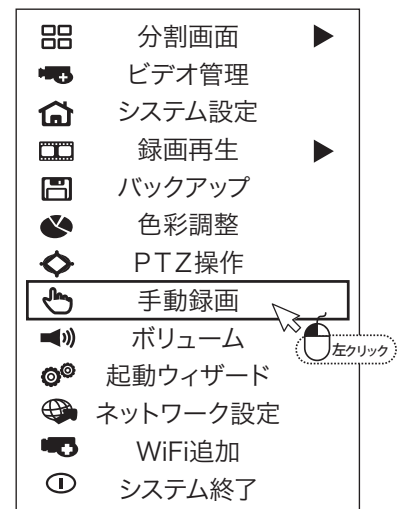 分割画面
ビデオ管理
システム設定
録画再生
バックアップ
色彩調整
PTZ操作
手動録画
ボリューム
左クリック
起動ウィザード
ネットワーク設定
WiFi追加
システム終了